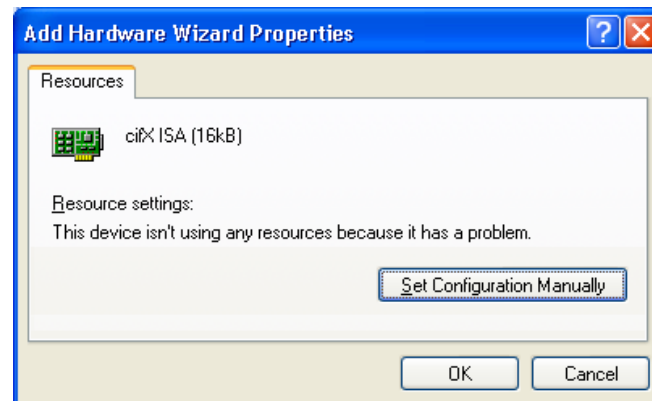 Add Hardware Wizard Properties
Resources
cifX ISA (16kB)
Resource settings:
This device isn't using any resources because it has a problem.
Set Configuration Manually
OK Cancel